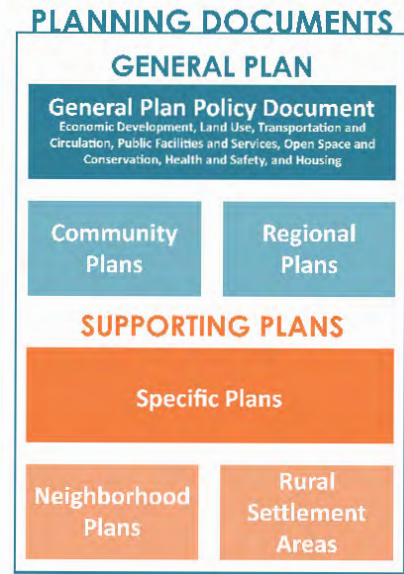 PLANNING DOCUMENTS
GENERAL PLAN
General Plan Policy Document
Economic Development, Land Use, Transportation and
Circulation, Public Facilities and Services, Open Space and
Conservation, Health and Safety, and Housing
Community
Plans
Regional
Plans
SUPPORTING PLANS
Specific Plans
Neighborhood
Plans
Rural
Settlement
Areas